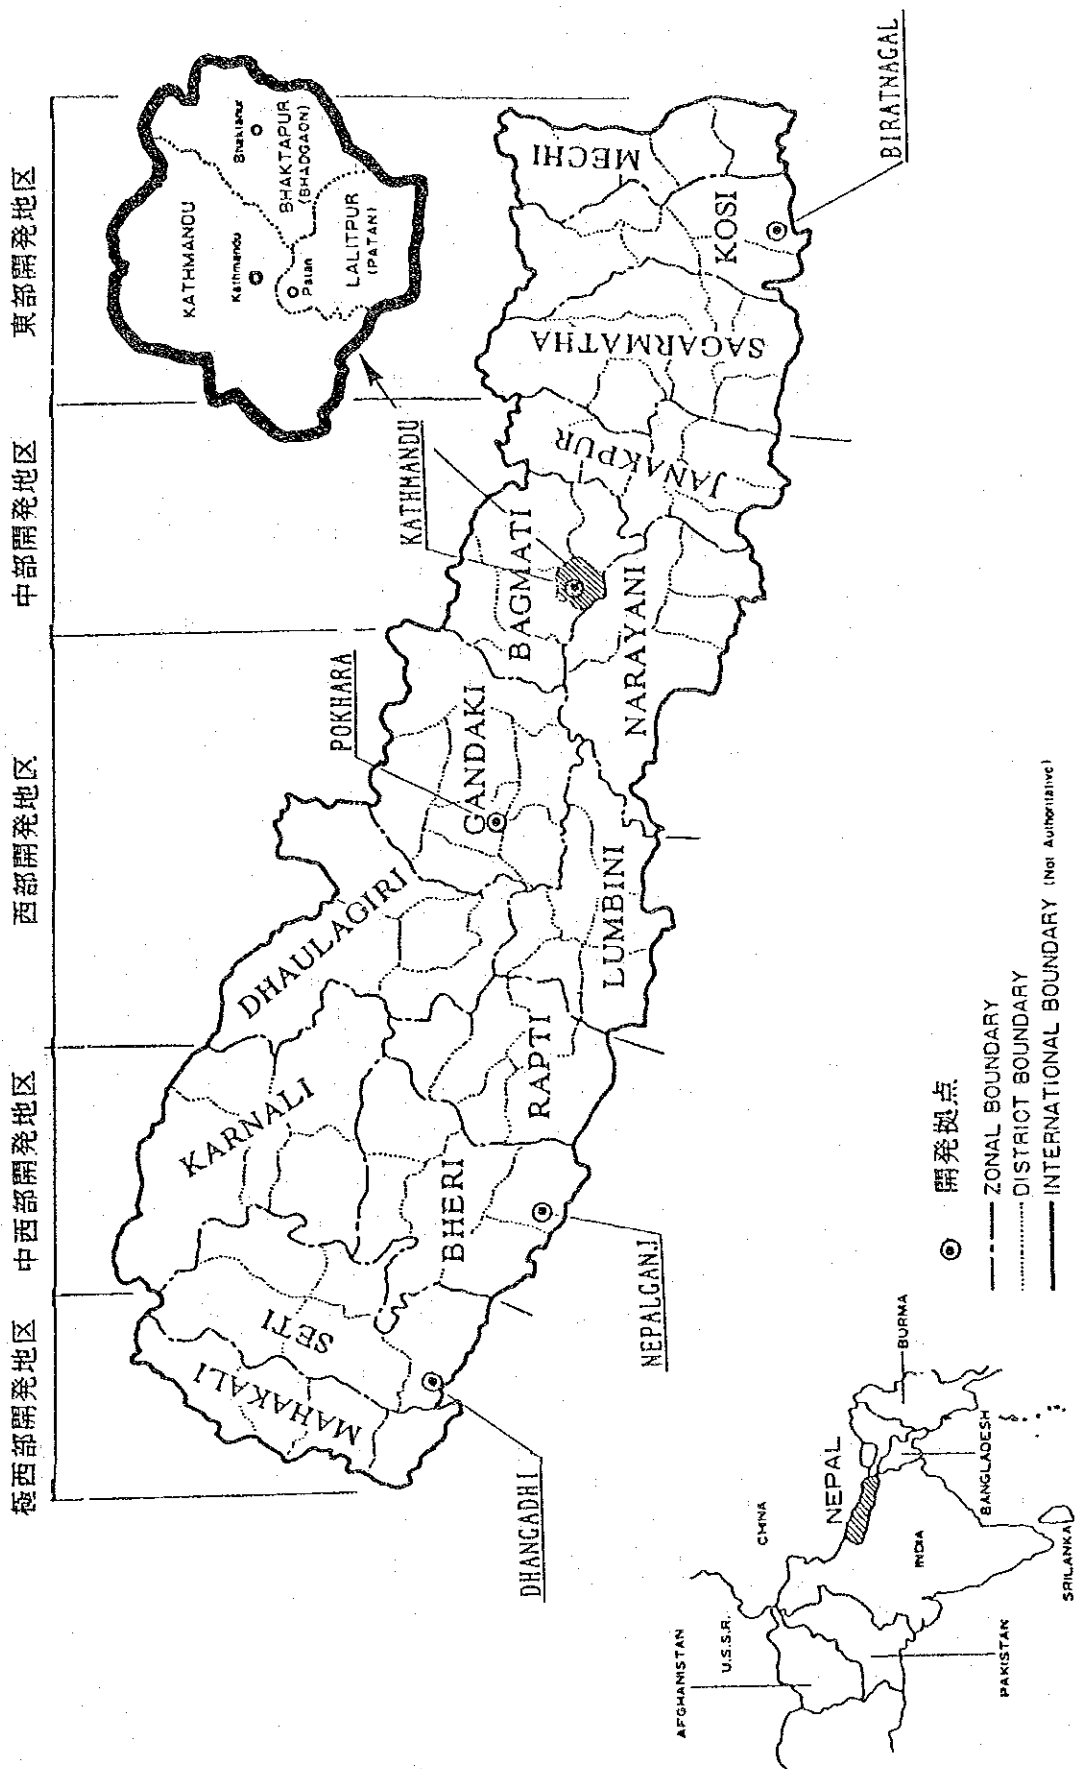 極西部開発地区
中西部開発地区
西部開発地区
中部開発地区
東部開発地区
KATHMANDU
Kathmandu
Bhaktapur
BHAKTAPUR
(BHADGAON)
Patan
LALITPUR
(PATAN)
MAHAKALI
SETI
KARNALI
BHERI
RAPTI
DHAULAGIRI
LUMBINI
GANDAKI
BAGMATI
NARAYANI
JANAKPUR
SAGARMATHA
KOSI
MECHI
DHANGADHI
NEPALGANJ
POKHARA
KATHMANDU
BIRATNAGAL
開発拠点
ZONAL BOUNDARY
DISTRICT BOUNDARY
INTERNATIONAL BOUNDARY (Not Authoritative)
AFGHANISTAN
U.S.S.R.
CHINA
NEPAL
BURMA
PAKISTAN
INDIA
BANGLADESH
SRILANKA